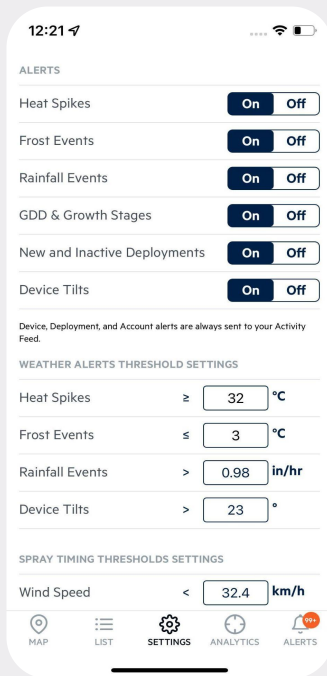 12:21
ALERTS
Heat Spikes On Off
Frost Events On Off
Rainfall Events On Off
GDD & Growth Stages On Off
New and Inactive Deployments On Off
Device Tilts On Off
Device, Deployment, and Account alerts are always sent to your Activity
Feed.
WEATHER ALERTS THRESHOLD SETTINGS
Heat Spikes ≥ 32 °C
Frost Events ≤ 3 °C
Rainfall Events > 0.98 in/hr
Device Tilts > 23 °
SPRAY TIMING THRESHOLDS SETTINGS
Wind Speed < 32.4 km/h
99+
MAP LIST SETTINGS ANALYTICS ALERTS